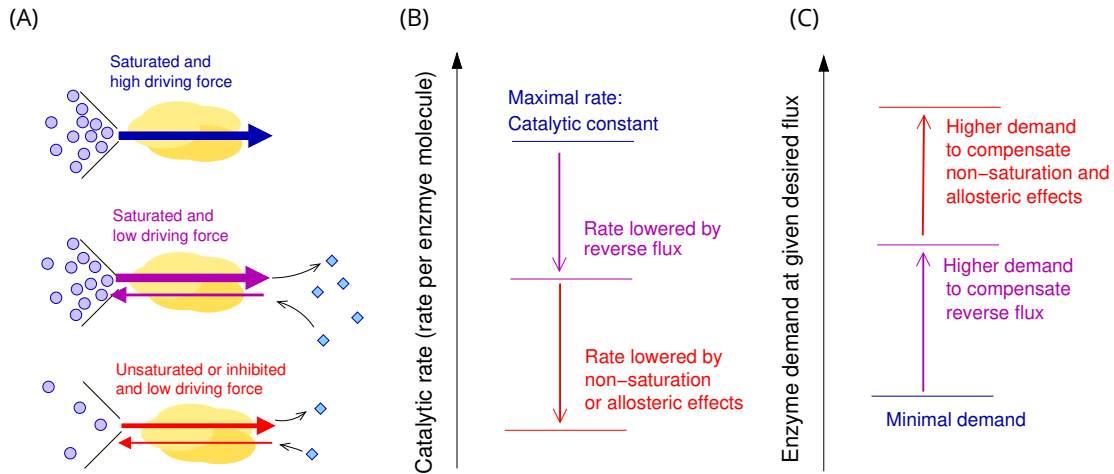 (A)
Saturated and
high driving force
Saturated and
low driving force
Unsaturated or inhibited
and low driving force
(B)
Catalytic rate (rate per enzmye molecule)
Maximal rate:
Catalytic constant
Rate lowered by
reverse flux
Rate lowered by
non−saturation
or allosteric effects
(C)
Enzyme demand at given desired flux
Higher demand
to compensate
non−saturation and
allosteric effects
Higher demand
to compensate
reverse flux
Minimal demand